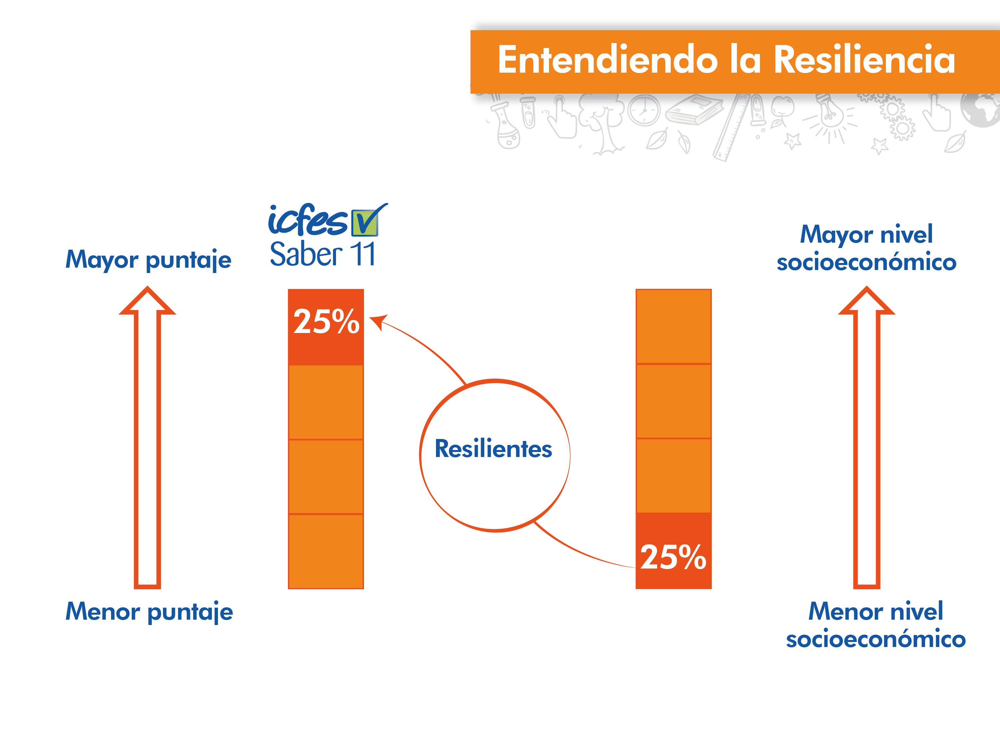 Entendiendo la Resiliencia
icfes
Saber 11
Mayor puntaje
Mayor nivel
socioeconómico
25%
Resilientes
25%
Menor puntaje
Menor nivel
socioeconómico